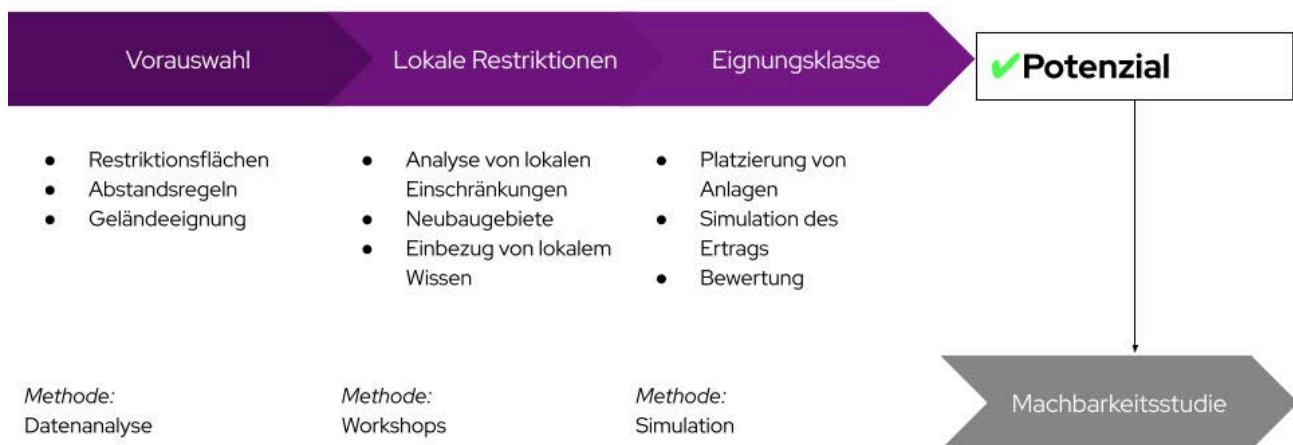 Vorauswahl
Lokale Restriktionen
Eignungsklasse
✔Potenzial
● Restriktionsflächen
● Abstandsregeln
● Geländeeignung
● Analyse von lokalen
Einschränkungen
● Neubaugebiete
● Einbezug von lokalem
Wissen
● Platzierung von
Anlagen
● Simulation des
Ertrags
● Bewertung
Methode:
Datenanalyse
Methode:
Workshops
Methode:
Simulation
Machbarkeitsstudie